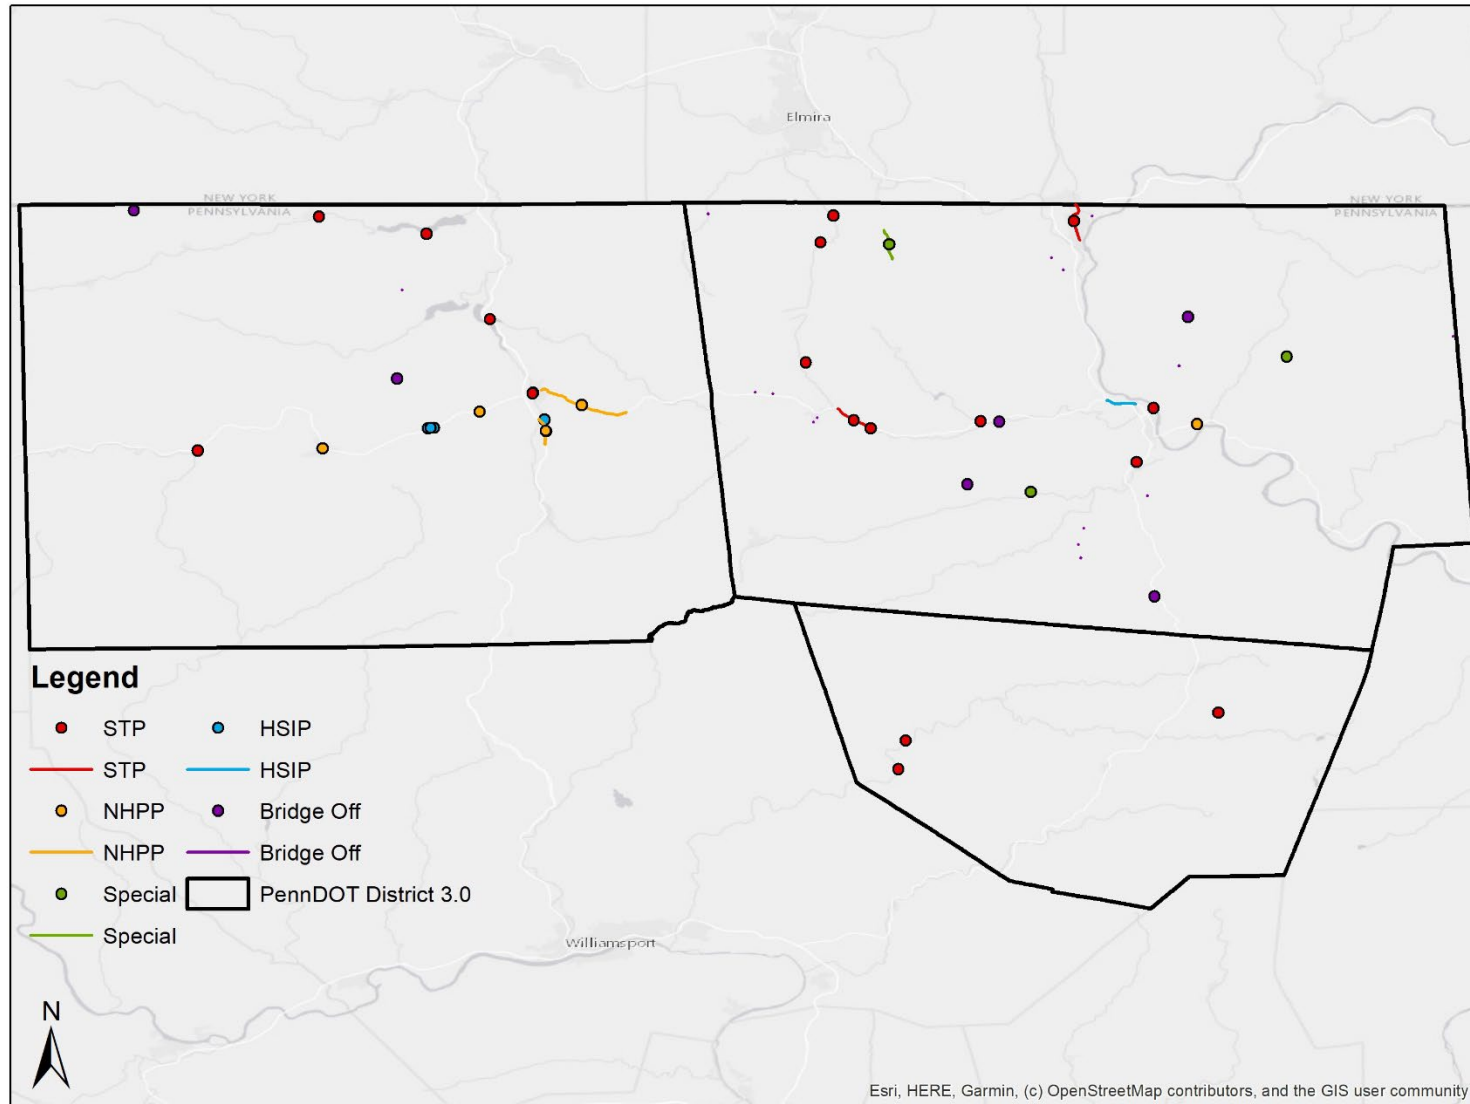 Elmira
NEW YORK
PENNSYLVANIA
NEW YORK
PENNSYLVANIA
Legend
STP
HSIP
STP
HSIP
NHPP
Bridge Off
NHPP
Bridge Off
Special
PennDOT District 3.0
Special
Williamsport
N
Esri, HERE, Garmin, (c) OpenStreetMap contributors, and the GIS user community